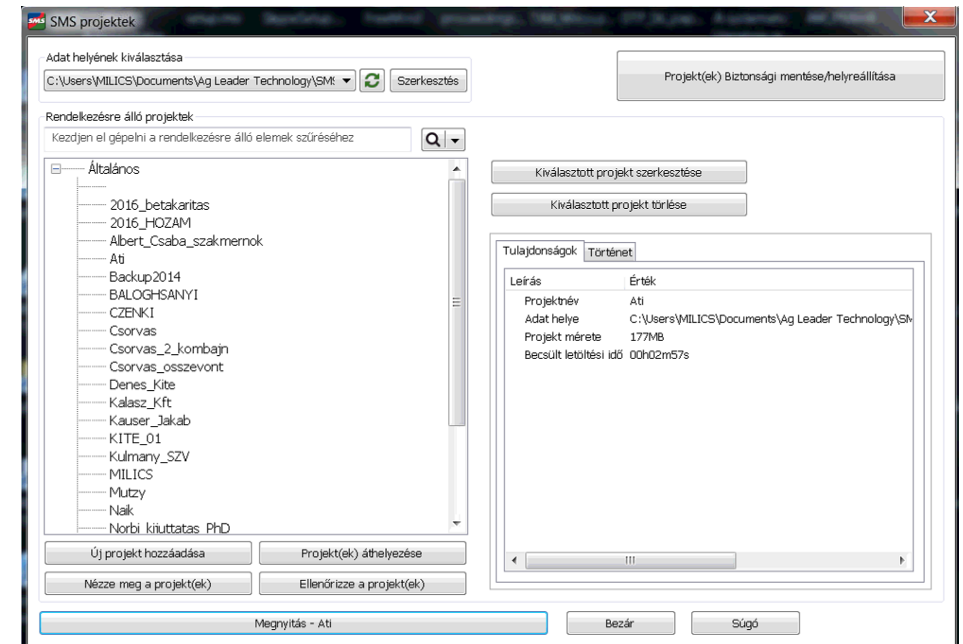 SMS SMS projektek
Adat helyének kiválasztása
C:\Users\MILICS\Documents\Ag Leader Technology\SM Szerkesztés
Projekt(ek) Biztonsági mentése/helyreállítása
Rendelkezésre álló projektek
Kezdjen el gépelni a rendelkezésre álló elemek szűréséhez
Általános
2016_betakaritas
2016_HOZAM
Albert_Csaba_szakmernok
Ati
Backup2014
BALOGHSANYI
CZENKI
Csorvas
Csorvas_2_kombajn
Csorvas_osszevont
Denes_Kite
Kalasz_Kft
Kauser_Jakab
KITE_01
Kulmany_SZV
MILICS
Mutzy
Naik
Norbi_kijuttatas_PhD
Új projekt hozzáadása
Projekt(ek) áthelyezése
Nézze meg a projekt(ek)
Ellenőrizze a projekt(ek)
Kiválasztott projekt szerkesztése
Kiválasztott projekt törlése
Tulajdonságok Történet
Leírás Érték
Projektnév Ati
Adat helye C:\Users\MILICS\Documents\Ag Leader Technology\SM
Projekt mérete 177MB
Becsült letöltési idő 00h02m57s
Megnyitás - Ati
Bezár
Súgó